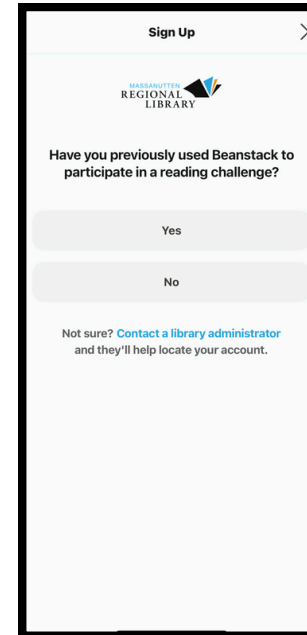 Sign Up
MASSANUTTEN
REGIONAL
LIBRARY
Have you previously used Beanstack to
participate in a reading challenge?
Yes
No
Not sure? Contact a library administrator
and they'll help locate your account.